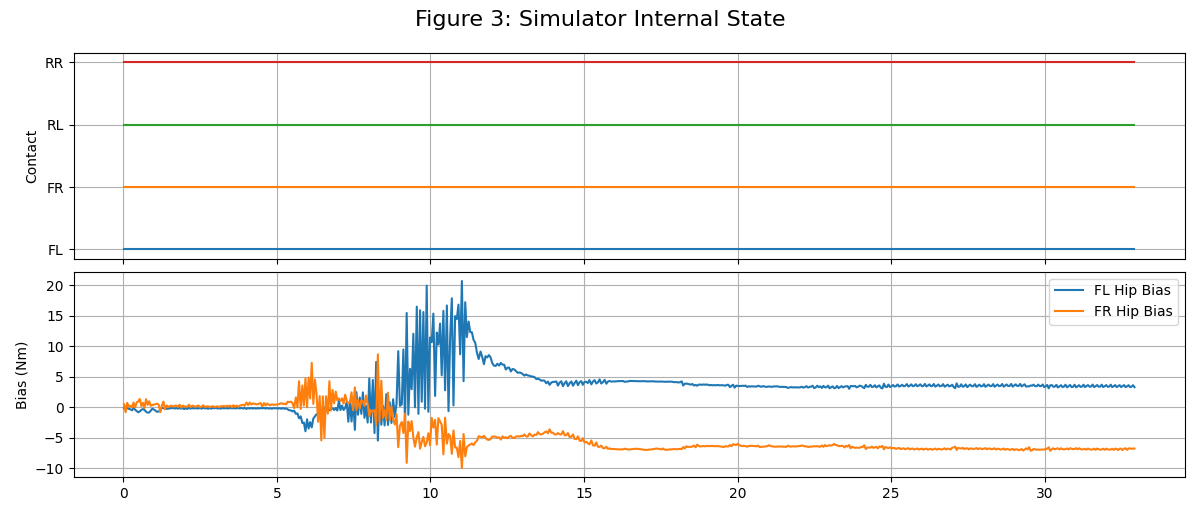 Figure 3: Simulator Internal State
Contact
RR
RL
FR
FL
Bias (Nm)
20
15
10
5
0
−5
−10
FL Hip Bias
FR Hip Bias
0 5 10 15 20 25 30